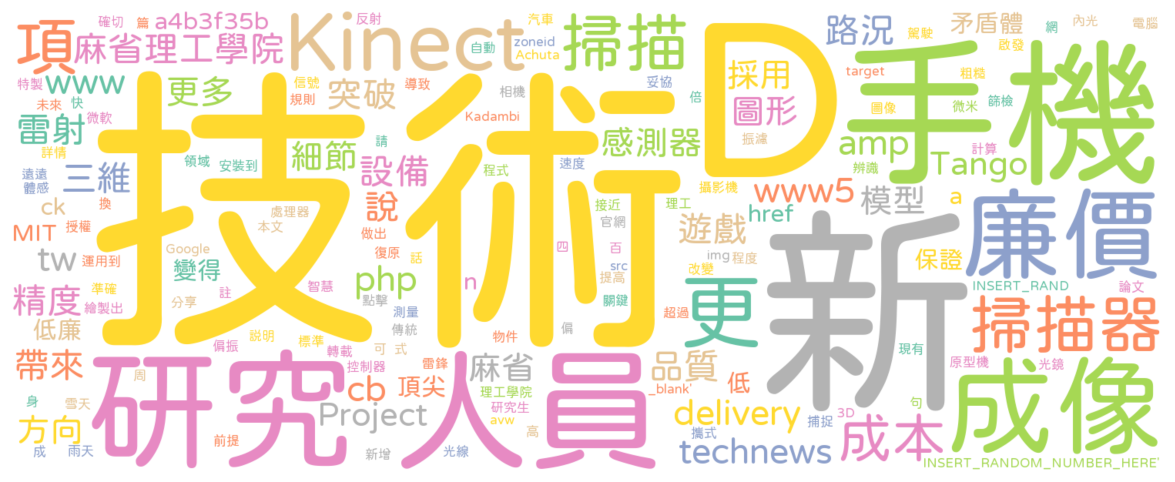 項
麻省理工學院
確切
篇
a4b3f35b
Kinect
反射
自動
zoneid
Achuta
汽車
掃描
D
採用
圖形
振濾
路況
駕駛
矛盾體
啟發
網
內光
電腦
手機
特製
www
未來
快
微軟
更多
信號
規則
突破
導致
相機
Kadambi
妥協
倍
target
粗糙
圖像
微米
篩檢
雷射
詳情
技術
領域
安裝到
細節
請
設備
程式
速度
感測器
amp
辨識
Tango
計算
遠遠
體感
三維
ck
換
授權
MIT
tw
運用到
處理器
本文
Google
變得
說
做出
復原
話
接近
官網
理工
四
百
攝影機
www5
href
模型
a
遊戲
img
程度
改變
廉價
保證
INSERT_RAND
論文
精度
準確
繪製出
分享
註
智慧
php
點擊
n
src
提高
關鍵
新
低廉
偏振
説明
標準
測量
傳統
物件
偏
更
超過
掃描器
帶來
轉載
可
式
控制器
雷鋒
麻省
品質
低
現有
原型機
光鏡
周
研究人員
cb
頂尖
理工學院
研究生
avw
_blank'
身
雪天
方向
成
雨天
前提
Project
新增
光線
高
delivery
technews
捕捉
攜式
3D
句
成本
成像
INSERT_RANDOM_NUMBER_HERE'